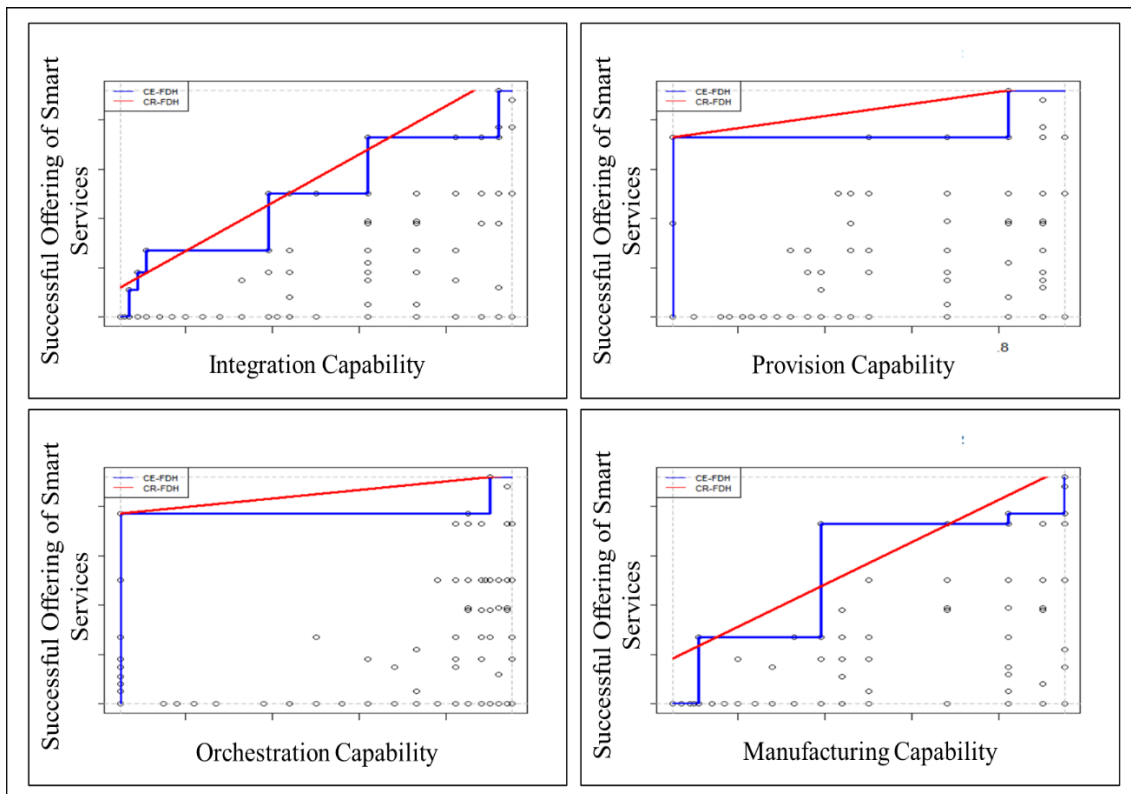 Successful Offering of Smart
Services
CE-FDH
CR-FDH
Integration Capability
Successful Offering of Smart
Services
CE-FDH
CR-FDH
.8
Provision Capability
Successful Offering of Smart
Services
CE-FDH
CR-FDH
Orchestration Capability
Successful Offering of Smart
Services
CE-FDH
CR-FDH
Manufacturing Capability